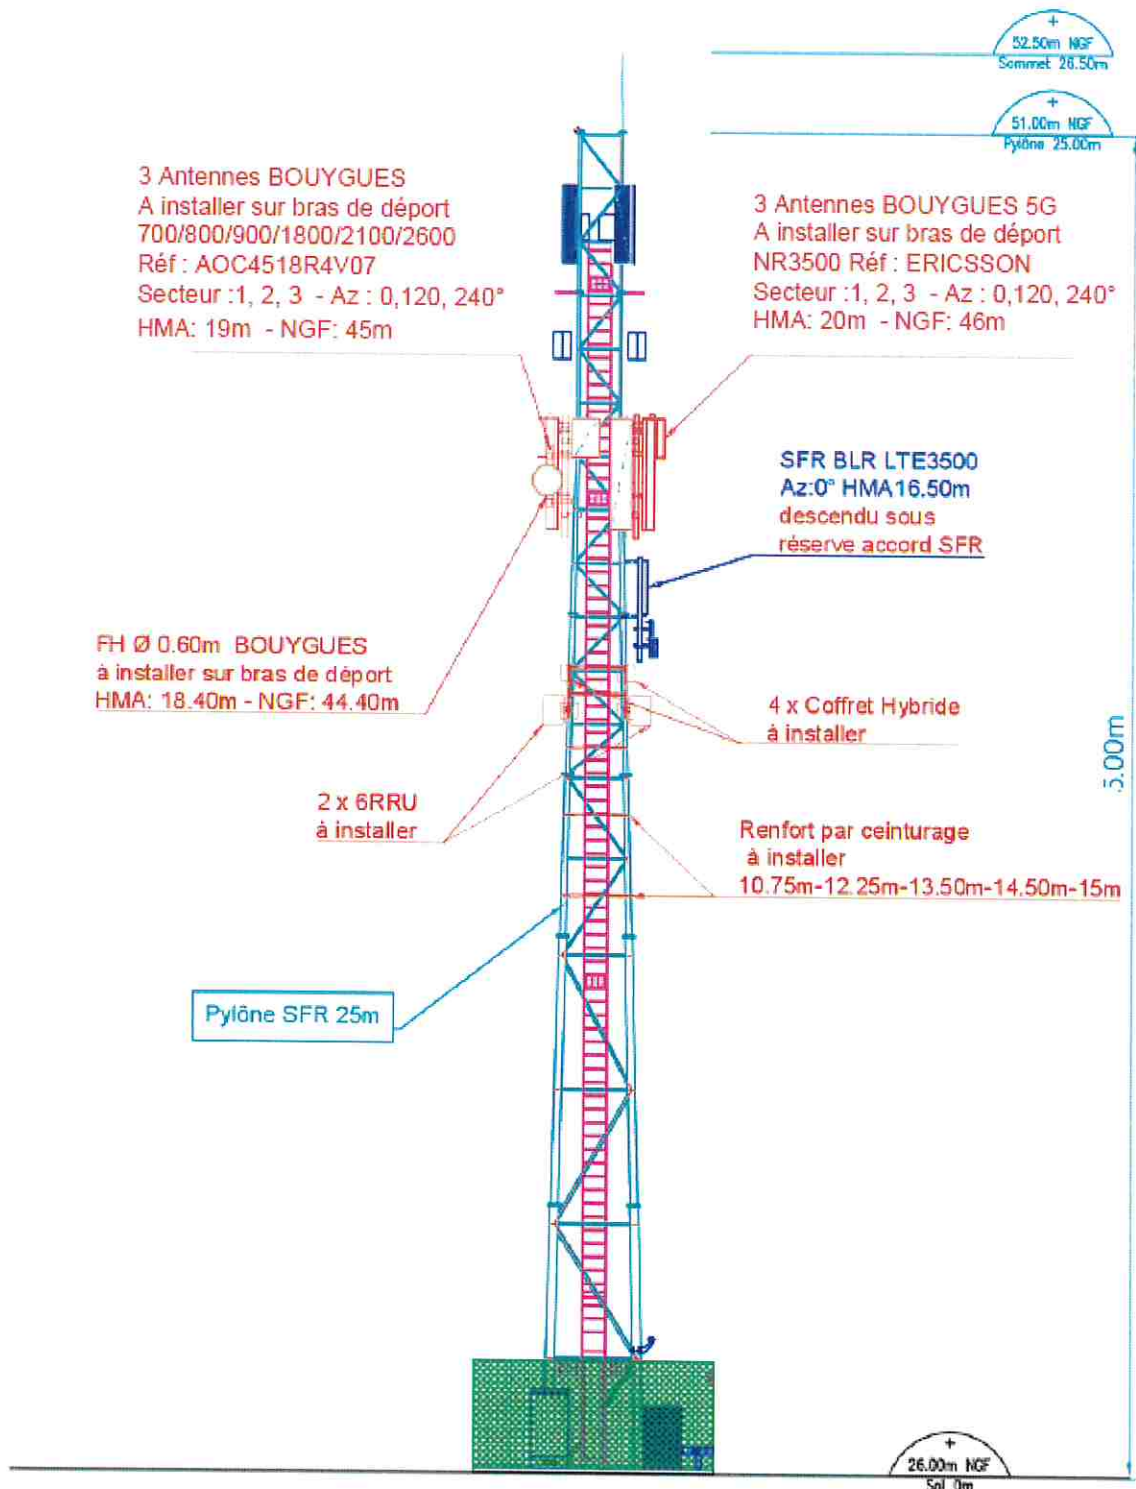 52.50m NGF
Sommet 26.50m
51.00m NGF
Pylône 25.00m
3 Antennes BOUYGUES
A installer sur bras de déport
700/800/900/1800/2100/2600
Réf : AOC4518R4V07
Secteur :1, 2, 3 - Az : 0,120, 240°
HMA: 19m - NGF: 45m
3 Antennes BOUYGUES 5G
A installer sur bras de déport
NR3500 Réf : ERICSSON
Secteur :1, 2, 3 - Az : 0,120, 240°
HMA: 20m - NGF: 46m
SFR BLR LTE3500
Az:0° HMA16.50m
descendu sous
réserve accord SFR
FH Ø 0.60m BOUYGUES
à installer sur bras de déport
HMA: 18.40m - NGF: 44.40m
4 x Coffret Hybride
à installer
5.00m
2 x 6RRU
à installer
Renfort par ceinturage
à installer
10.75m-12.25m-13.50m-14.50m-15m
Pylône SFR 25m
26.00m NGF
Sol 0m